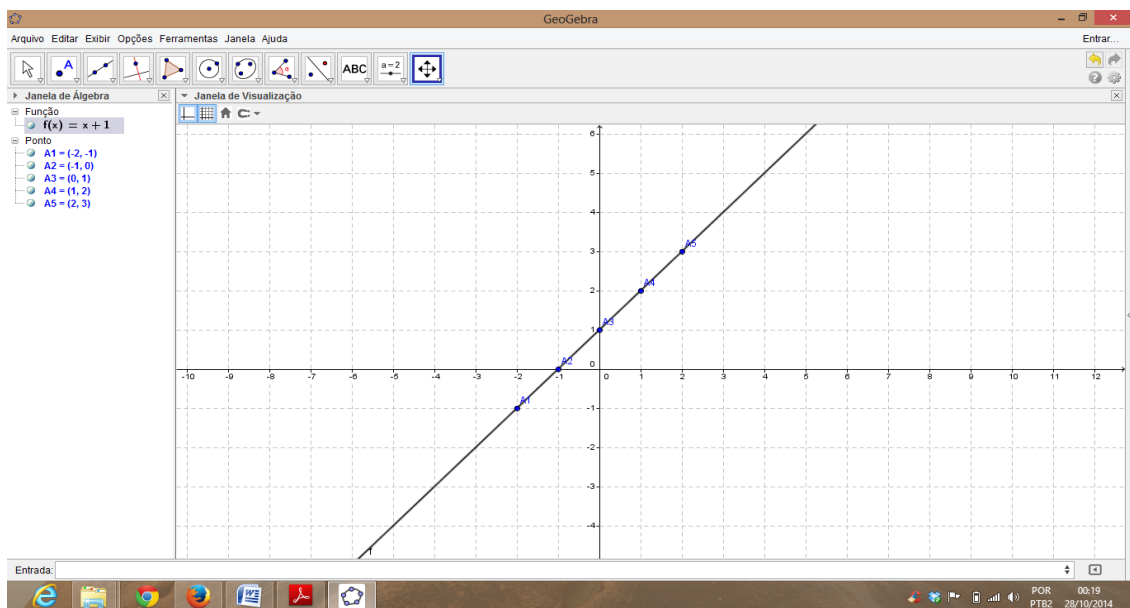 GeoGebra
Arquivo Editar Exibir Opções Ferramentas Janela Ajuda
Entrar...
A ABC a=2
Janela de Álgebra
Janela de Visualização
Função
f(x) = x + 1
Ponto
A1 = (-2, -1)
A2 = (-1, 0)
A3 = (0, 1)
A4 = (1, 2)
A5 = (2, 3)
6
5
4
3
A5
2
A4
1
A3
0
A2
-10 -9 -8 -7 -6 -5 -4 -3 -2 -1 0 1 2 3 4 5 6 7 8 9 10 11 12
A1
-1
-2
-3
-4
f
Entrada:
POR 00:19
PTB2 28/10/2014